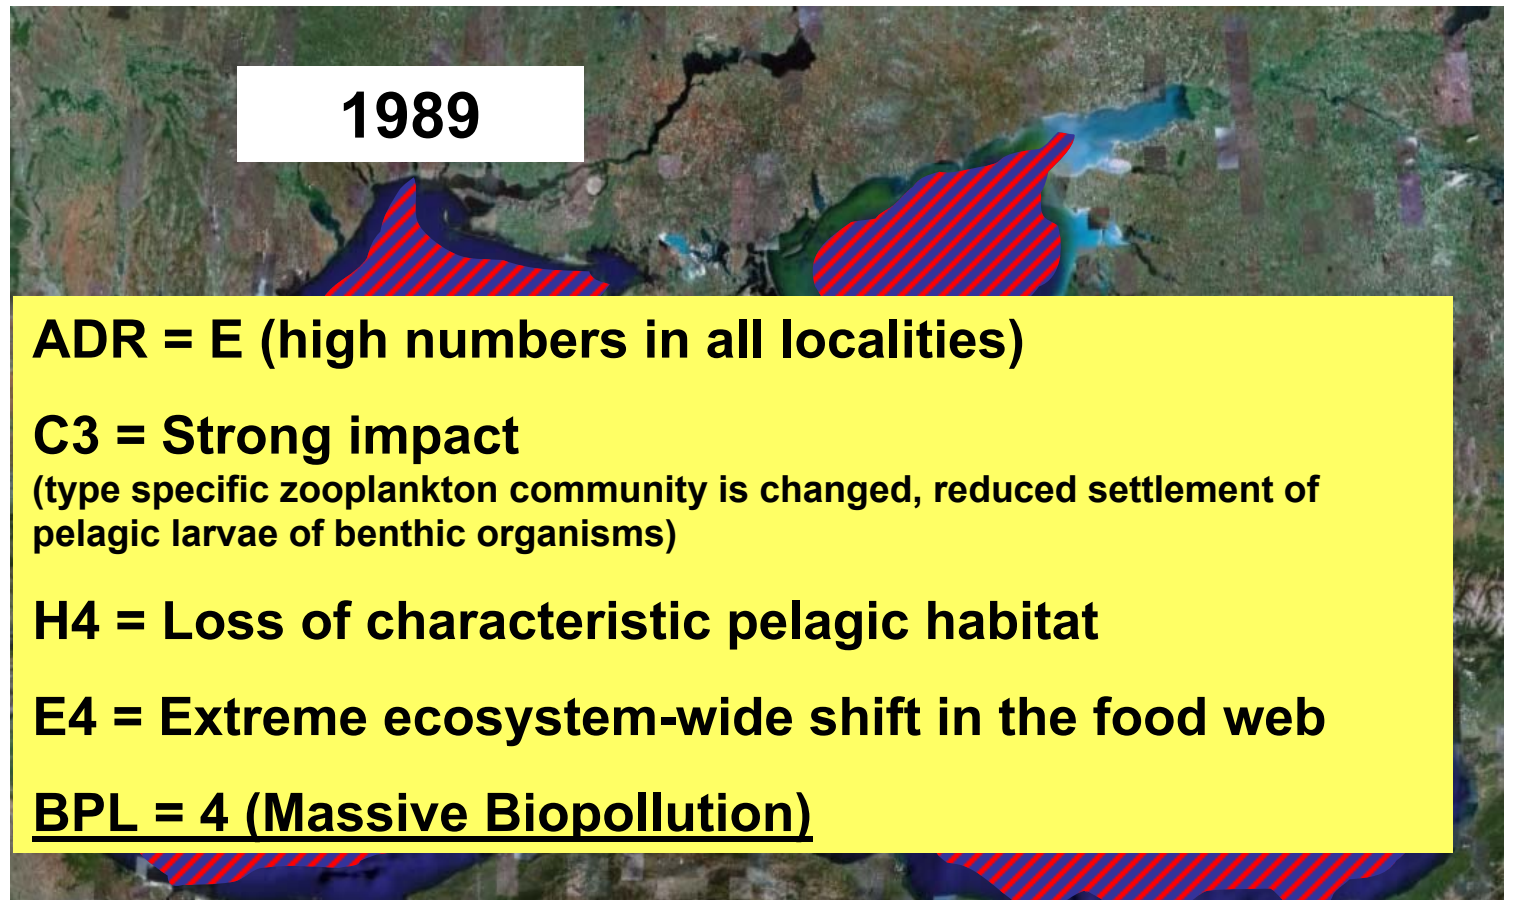 1989
ADR = E (high numbers in all localities)
C3 = Strong impact
(type specific zooplankton community is changed, reduced settlement of
pelagic larvae of benthic organisms)
H4 = Loss of characteristic pelagic habitat
E4 = Extreme ecosystem-wide shift in the food web
BPL = 4 (Massive Biopollution)